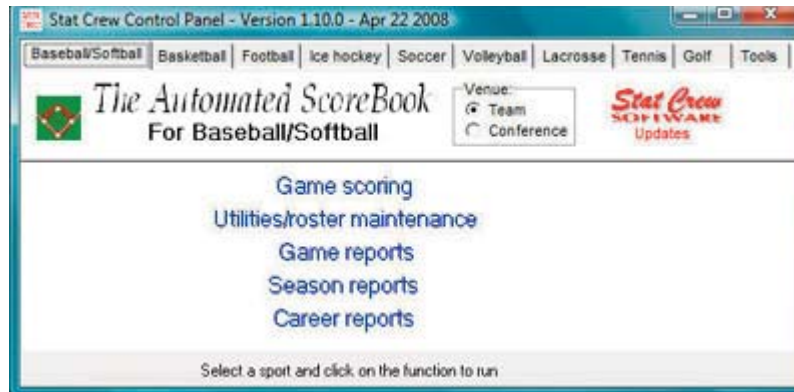 Stat Crew Control Panel - Version 1.10.0 - Apr 22 2008
Baseball/Softball Basketball Football Ice hockey Soccer Volleyball Lacrosse Tennis Golf Tools
The Automated ScoreBook
For Baseball/Softball
Venue:
Team
Conference
Stat Crew
SOFTWARE
Updates
Game scoring
Utilities/roster maintenance
Game reports
Season reports
Career reports
Select a sport and click on the function to run